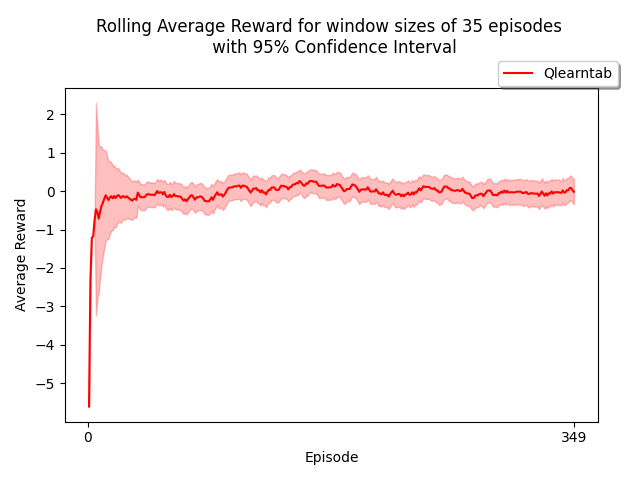 Rolling Average Reward for window sizes of 35 episodes
with 95% Confidence Interval
Qlearntab
2
1
0
−1
−2
−3
−4
−5
Average Reward
0
349
Episode